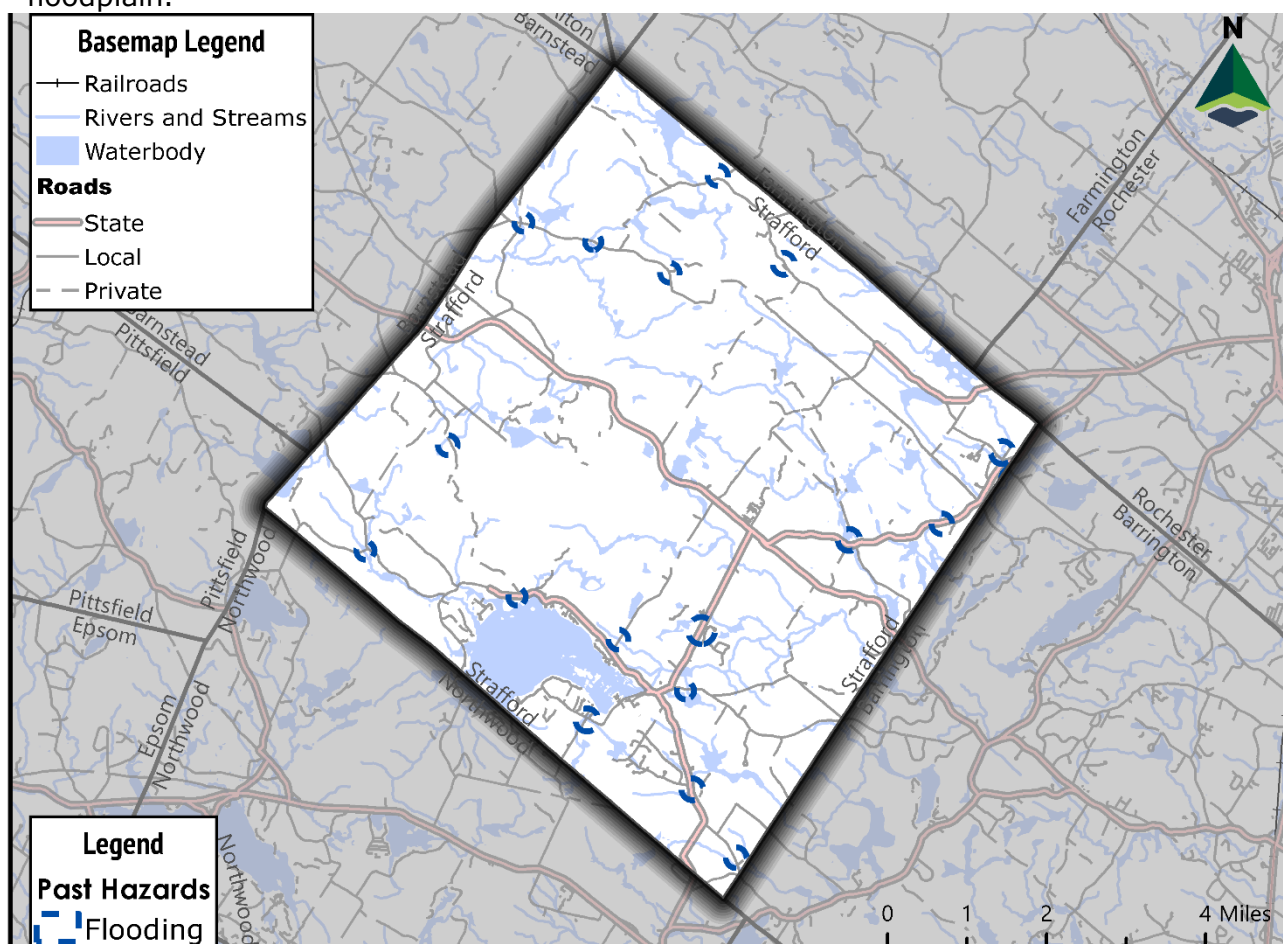 floodplain.
Basemap Legend
Railroads
Rivers and Streams
Waterbody
Roads
State
Local
Private
Barnstead
N
Farmington
Rochester
Farmington
Strafford
Strafford
Barnstead
Pittsfield
Pittsfield
Northwood
Pittsfield
Epsom
Epsom
Northwood
Rochester
Barrington
Strafford
Barrington
Strafford
Northwood
Northwood
Legend
Past Hazards
Flooding
0 1 2 4 Miles